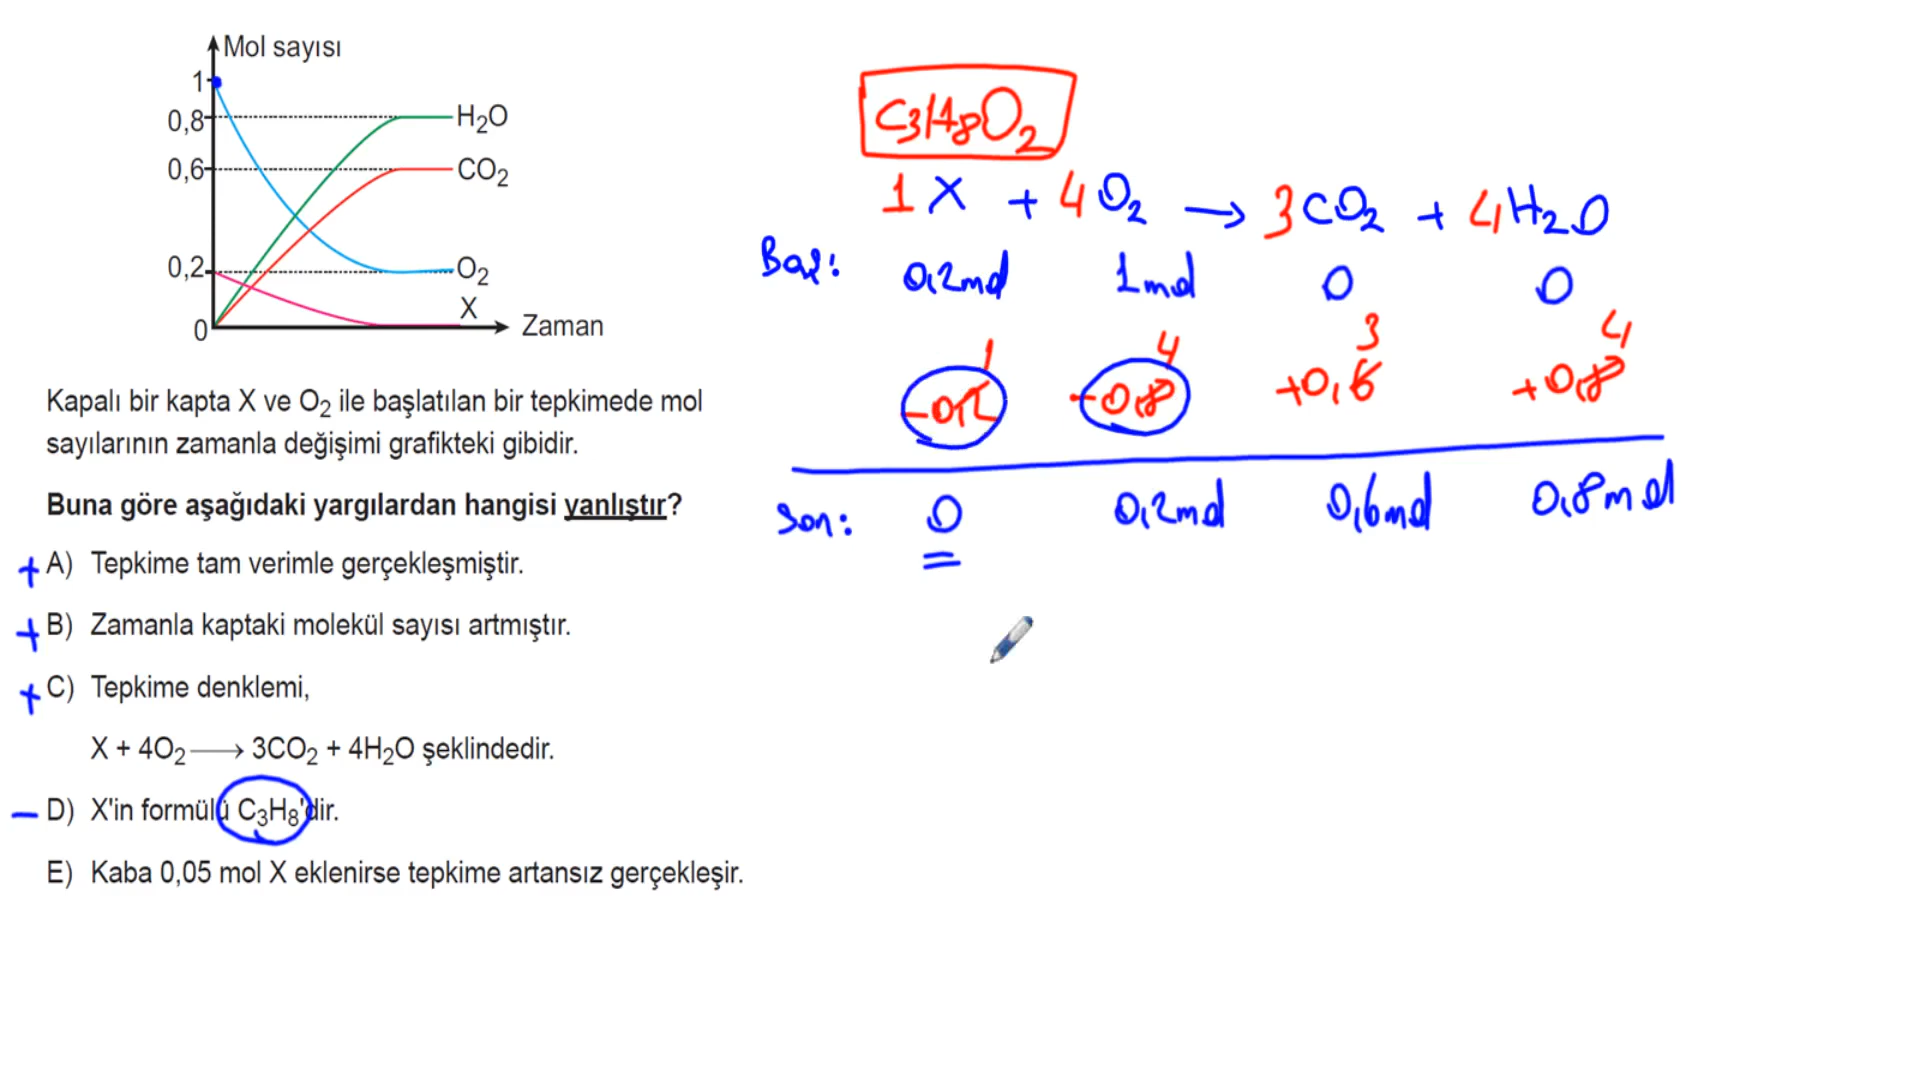 Mol sayısı
1
0,8
H₂O
0,6
CO₂
0,2
O₂
X
0
Zaman
Kapalı bir kapta X ve O₂ ile başlatılan bir tepkimede mol
sayılarının zamanla değişimi grafikteki gibidir.
Buna göre aşağıdaki yargılardan hangisi yanlıştır?
+ A) Tepkime tam verimle gerçekleşmiştir.
+ B) Zamanla kaptaki molekül sayısı artmıştır.
+ C) Tepkime denklemi,
X + 4O₂ ⟶ 3CO₂ + 4H₂O şeklindedir.
– D) X'in formülü C₃H₈'dir.
E) Kaba 0,05 mol X eklenirse tepkime artansız gerçekleşir.
C₃H₈O₂
1X + 4O₂ → 3CO₂ + 4H₂O
Baş: 0,2mol 1mol 0 0
1 4 3 4
-0,2 -0,8 +0,6 +0,8
Son: 0 0,2mol 0,6mol 0,8mol